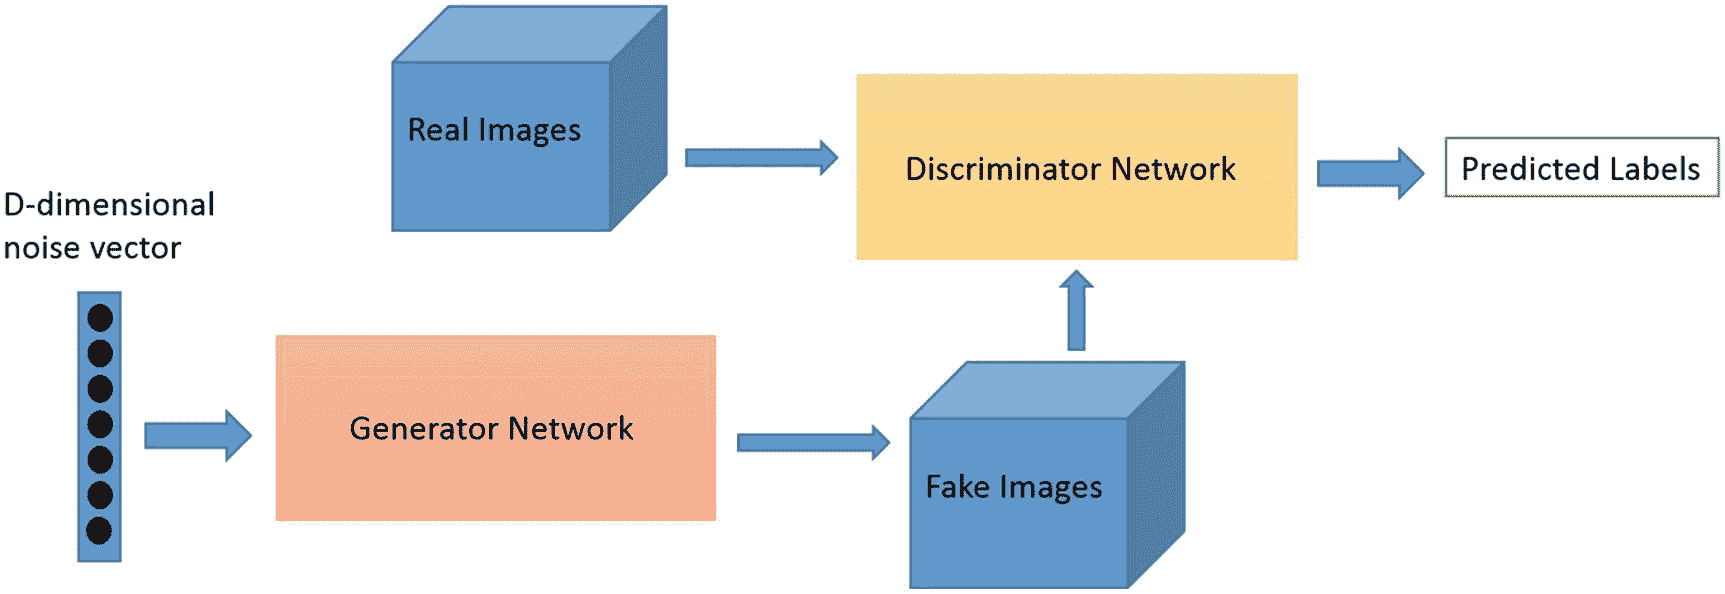 Real Images
Discriminator Network
Predicted Labels
D-dimensional
noise vector
Generator Network
Fake Images